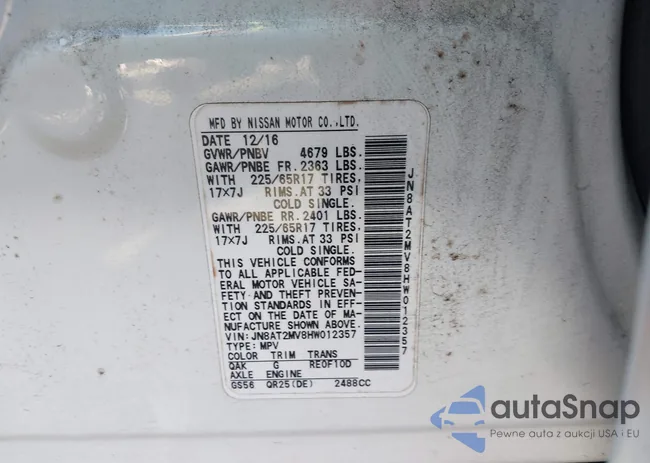 MFD BY NISSAN MOTOR CO.,LTD.
DATE 12/16
GVWR/PNBV 4679 LBS.
GAWR/PNBE FR.2363 LBS.
WITH 225/65R17 TIRES,
17×7J RIMS.AT 33 PSI
COLD SINGLE.
GAWR/PNBE RR.2401 LBS.
WITH 225/65R17 TIRES,
17×7J RIMS.AT 33 PSI
COLD SINGLE.
THIS VEHICLE CONFORMS
TO ALL APPLICABLE FED-
ERAL MOTOR VEHICLE SA-
FETY AND THEFT PREVEN-
TION STANDARDS IN EFF-
ECT ON THE DATE OF MA-
NUFACTURE SHOWN ABOVE.
VIN:JN8AT2MV8HW012357
TYPE:MPV
COLOR TRIM TRANS
QAK G RE0F10D
AXLE ENGINE
GS56 QR25(DE) 2488CC
JN8AT2MV8HW012357
autaSnap
Pewne auta z aukcji USA i EU